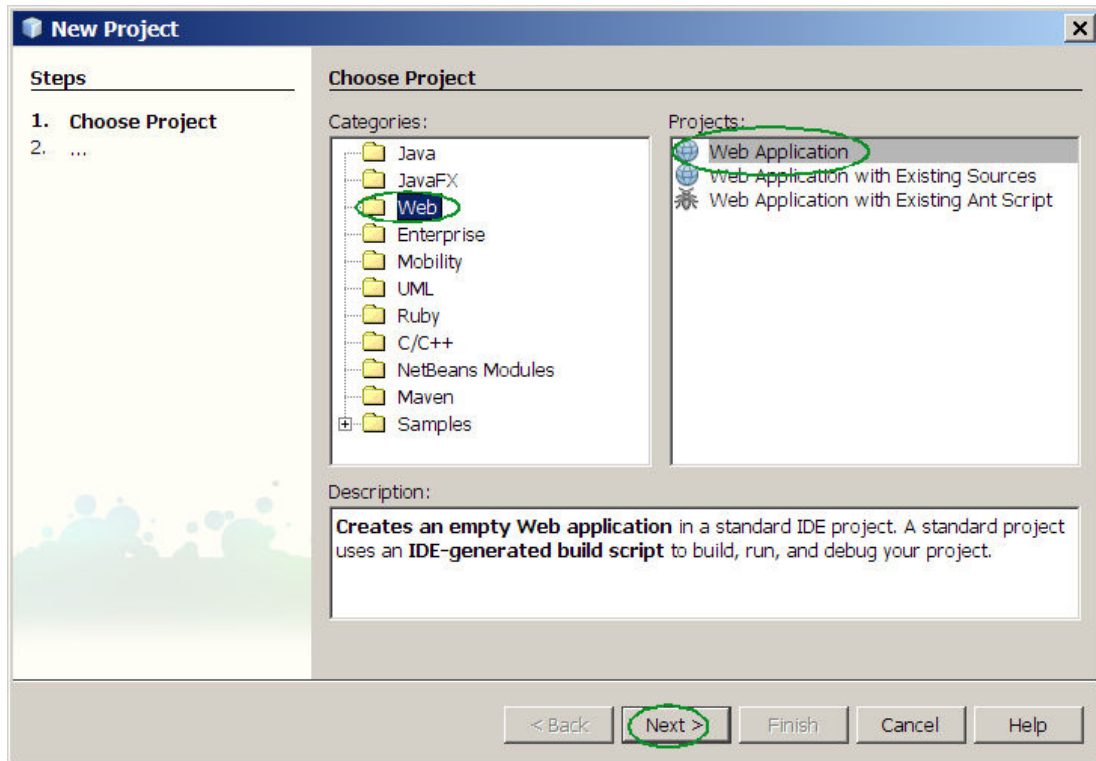 New Project
Steps
1. Choose Project
2. ...
Choose Project
Categories:
Java
JavaFX
Web
Enterprise
Mobility
UML
Ruby
C/C++
NetBeans Modules
Maven
Samples
Projects:
Web Application
Web Application with Existing Sources
Web Application with Existing Ant Script
Description:
Creates an empty Web application in a standard IDE project. A standard project
uses an IDE-generated build script to build, run, and debug your project.
< Back
Next >
Finish
Cancel
Help